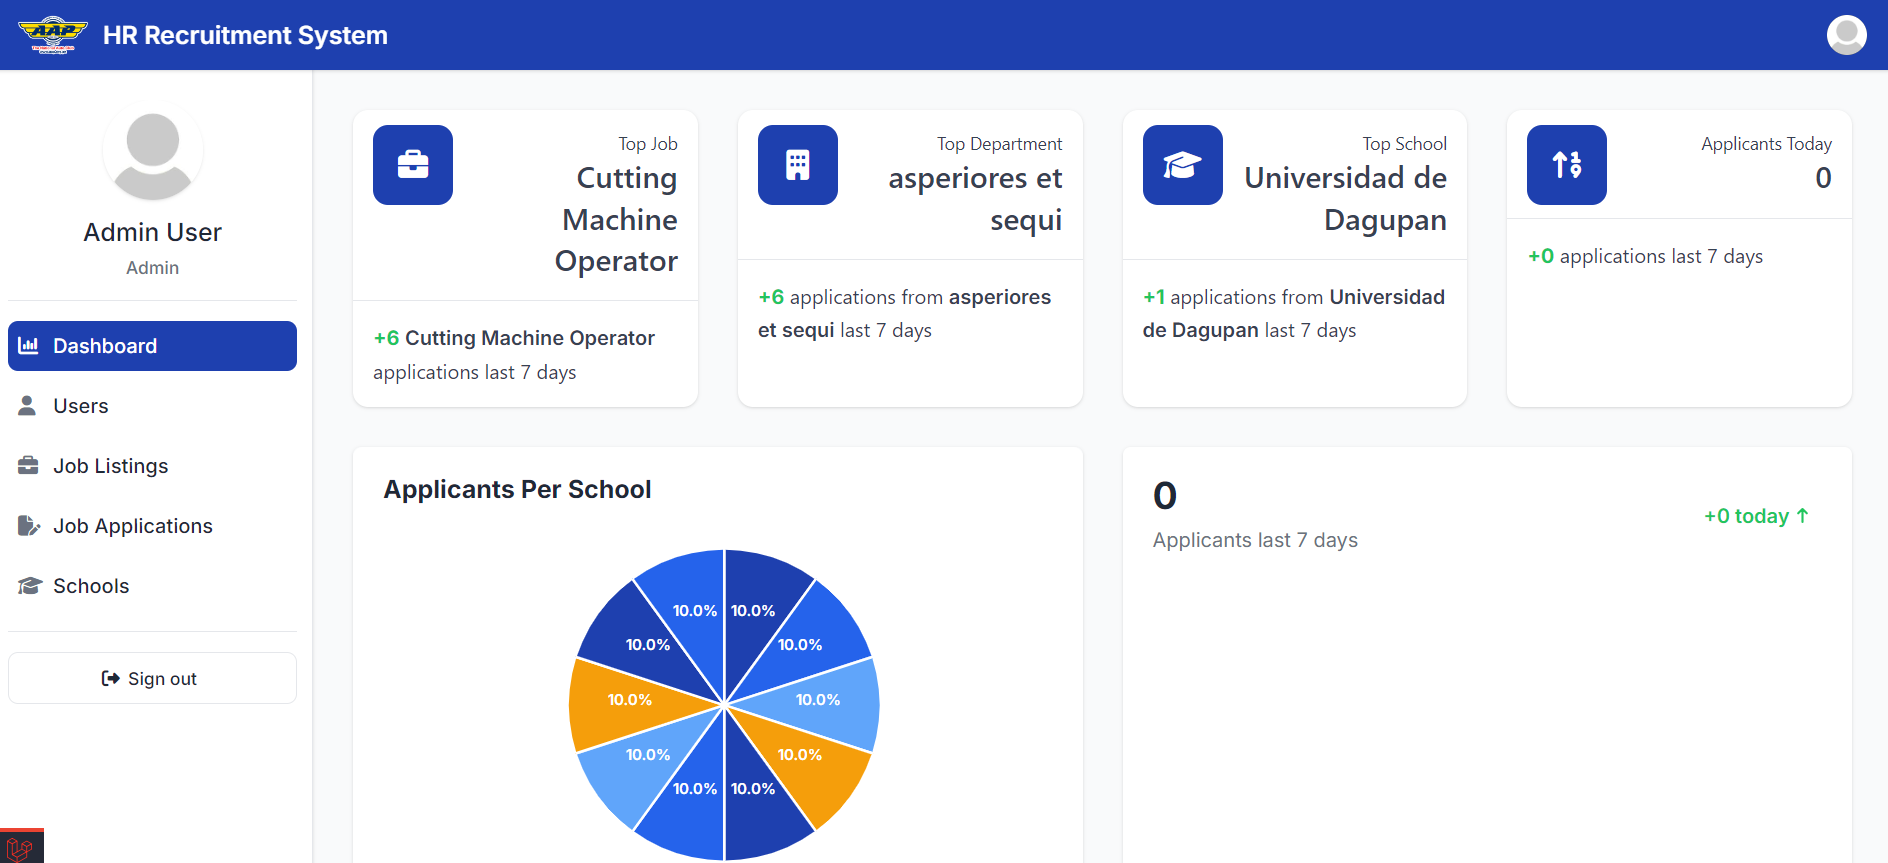 AAP
HR Recruitment System
Admin User
Admin
Dashboard
Users
Job Listings
Job Applications
Schools
Sign out
Top Job
Cutting
Machine
Operator
+6 Cutting Machine Operator
applications last 7 days
Top Department
asperiores et
sequi
+6 applications from asperiores
et sequi last 7 days
Top School
Universidad de
Dagupan
+1 applications from Universidad
de Dagupan last 7 days
Applicants Today
0
+0 applications last 7 days
Applicants Per School
10.0%
10.0%
10.0%
10.0%
10.0%
10.0%
10.0%
10.0%
10.0%
10.0%
0
Applicants last 7 days
+0 today